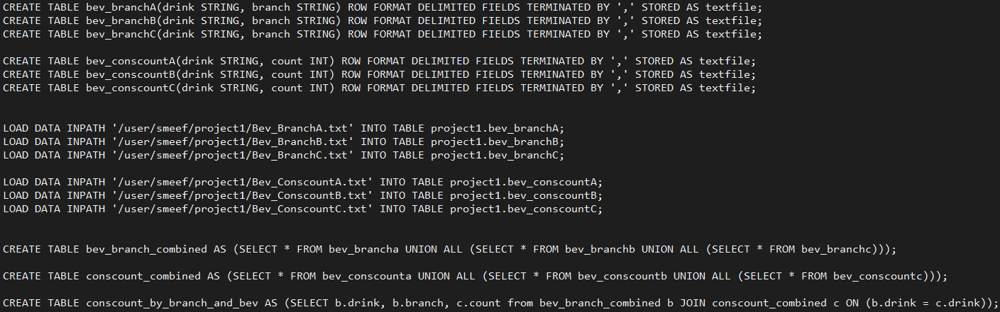 CREATE TABLE bev_branchA(drink STRING, branch STRING) ROW FORMAT DELIMITED FIELDS TERMINATED BY ',' STORED AS textfile;
CREATE TABLE bev_branchB(drink STRING, branch STRING) ROW FORMAT DELIMITED FIELDS TERMINATED BY ',' STORED AS textfile;
CREATE TABLE bev_branchC(drink STRING, branch STRING) ROW FORMAT DELIMITED FIELDS TERMINATED BY ',' STORED AS textfile;
CREATE TABLE bev_conscountA(drink STRING, count INT) ROW FORMAT DELIMITED FIELDS TERMINATED BY ',' STORED AS textfile;
CREATE TABLE bev_conscountB(drink STRING, count INT) ROW FORMAT DELIMITED FIELDS TERMINATED BY ',' STORED AS textfile;
CREATE TABLE bev_conscountC(drink STRING, count INT) ROW FORMAT DELIMITED FIELDS TERMINATED BY ',' STORED AS textfile;
LOAD DATA INPATH '/user/smeef/project1/Bev_BranchA.txt' INTO TABLE project1.bev_branchA;
LOAD DATA INPATH '/user/smeef/project1/Bev_BranchB.txt' INTO TABLE project1.bev_branchB;
LOAD DATA INPATH '/user/smeef/project1/Bev_BranchC.txt' INTO TABLE project1.bev_branchC;
LOAD DATA INPATH '/user/smeef/project1/Bev_ConscountA.txt' INTO TABLE project1.bev_conscountA;
LOAD DATA INPATH '/user/smeef/project1/Bev_ConscountB.txt' INTO TABLE project1.bev_conscountB;
LOAD DATA INPATH '/user/smeef/project1/Bev_ConscountC.txt' INTO TABLE project1.bev_conscountC;
CREATE TABLE bev_branch_combined AS (SELECT * FROM bev_brancha UNION ALL (SELECT * FROM bev_branchb UNION ALL (SELECT * FROM bev_branchc)));
CREATE TABLE conscount_combined AS (SELECT * FROM bev_conscounta UNION ALL (SELECT * FROM bev_conscountb UNION ALL (SELECT * FROM bev_conscountc)));
CREATE TABLE conscount_by_branch_and_bev AS (SELECT b.drink, b.branch, c.count from bev_branch_combined b JOIN conscount_combined c ON (b.drink = c.drink));